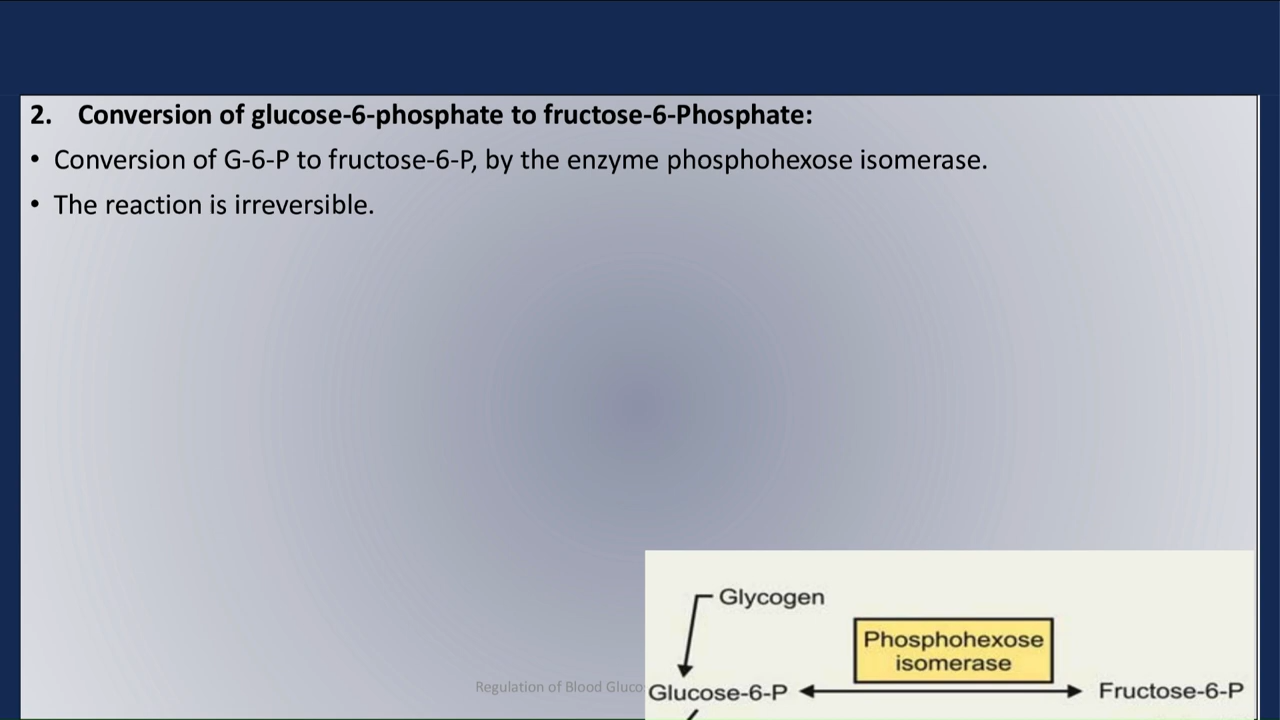 2. Conversion of glucose-6-phosphate to fructose-6-Phosphate:
• Conversion of G-6-P to fructose-6-P, by the enzyme phosphohexose isomerase.
• The reaction is irreversible.
Glycogen
Phosphohexose
isomerase
Regulation of Blood Gluco
Glucose-6-P
Fructose-6-P